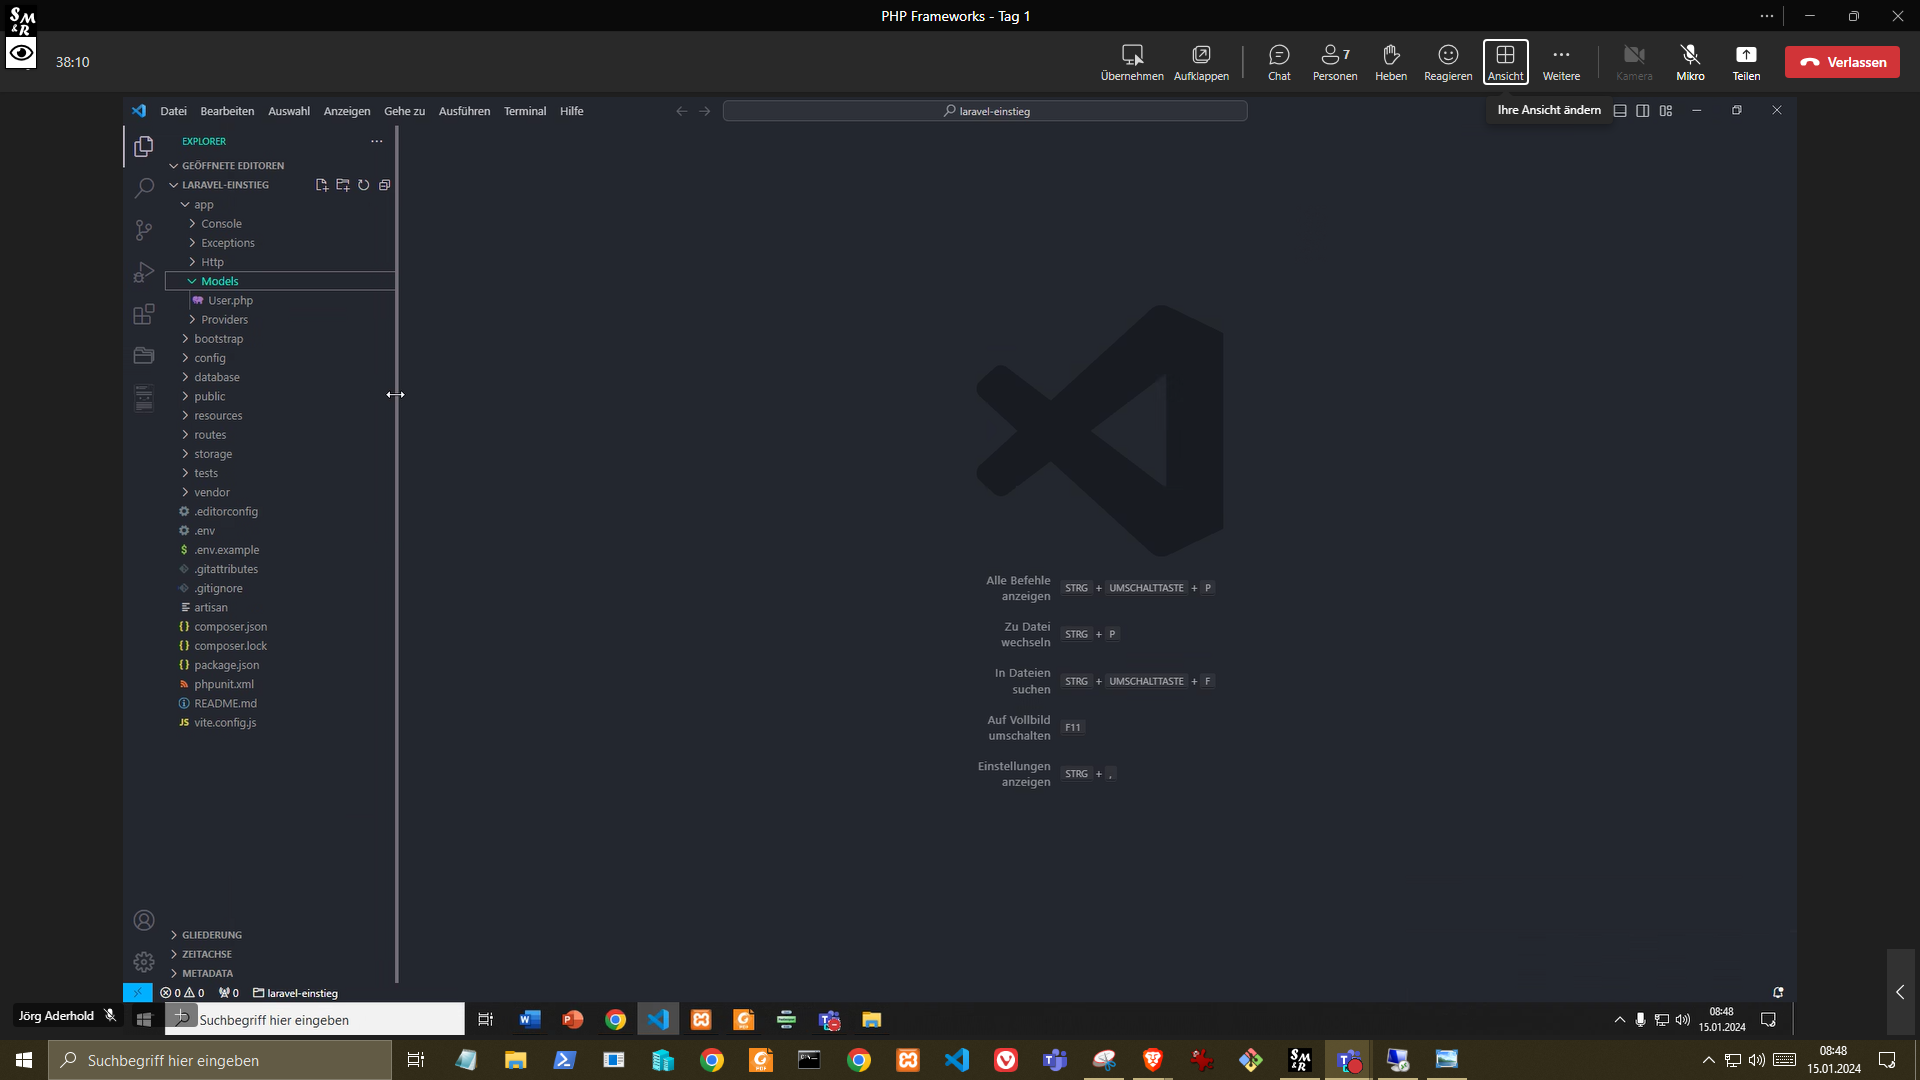 PHP Frameworks - Tag 1
SM
&R
38:10
Übernehmen
Aufklappen
Chat
7
Personen
Heben
Reagieren
Ansicht
Weitere
Kamera
Mikro
Teilen
Verlassen
Ihre Ansicht ändern
Datei
Bearbeiten
Auswahl
Anzeigen
Gehe zu
Ausführen
Terminal
Hilfe
laravel-einstieg
EXPLORER
GEÖFFNETE EDITOREN
LARAVEL-EINSTIEG
app
Console
Exceptions
Http
Models
User.php
Providers
bootstrap
config
database
public
resources
routes
storage
tests
vendor
.editorconfig
.env
$ .env.example
.gitattributes
.gitignore
artisan
{} composer.json
{} composer.lock
{} package.json
phpunit.xml
README.md
JS vite.config.js
Alle Befehle
anzeigen
STRG + UMSCHALTTASTE + P
Zu Datei
wechseln
STRG + P
In Dateien
suchen
STRG + UMSCHALTTASTE + F
Auf Vollbild
umschalten
F11
Einstellungen
anzeigen
STRG + ,
GLIEDERUNG
ZEITACHSE
METADATA
0 0 0 laravel-einstieg
Jörg Aderhold
Suchbegriff hier eingeben
08:48
15.01.2024
Suchbegriff hier eingeben
08:48
15.01.2024